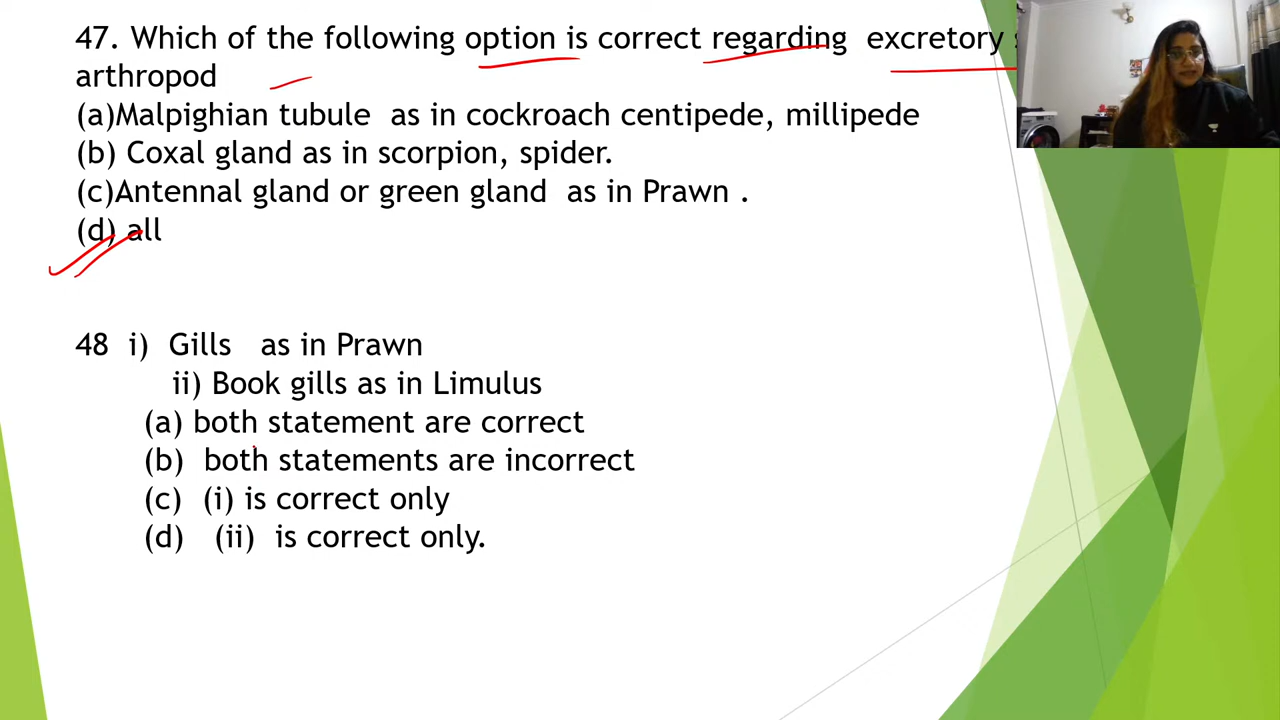 47. Which of the following option is correct regarding excretory
arthropod
(a)Malpighian tubule as in cockroach centipede, millipede
(b) Coxal gland as in scorpion, spider.
(c)Antennal gland or green gland as in Prawn .
(d) all
48 i) Gills as in Prawn
ii) Book gills as in Limulus
(a) both statement are correct
(b) both statements are incorrect
(c) (i) is correct only
(d) (ii) is correct only.